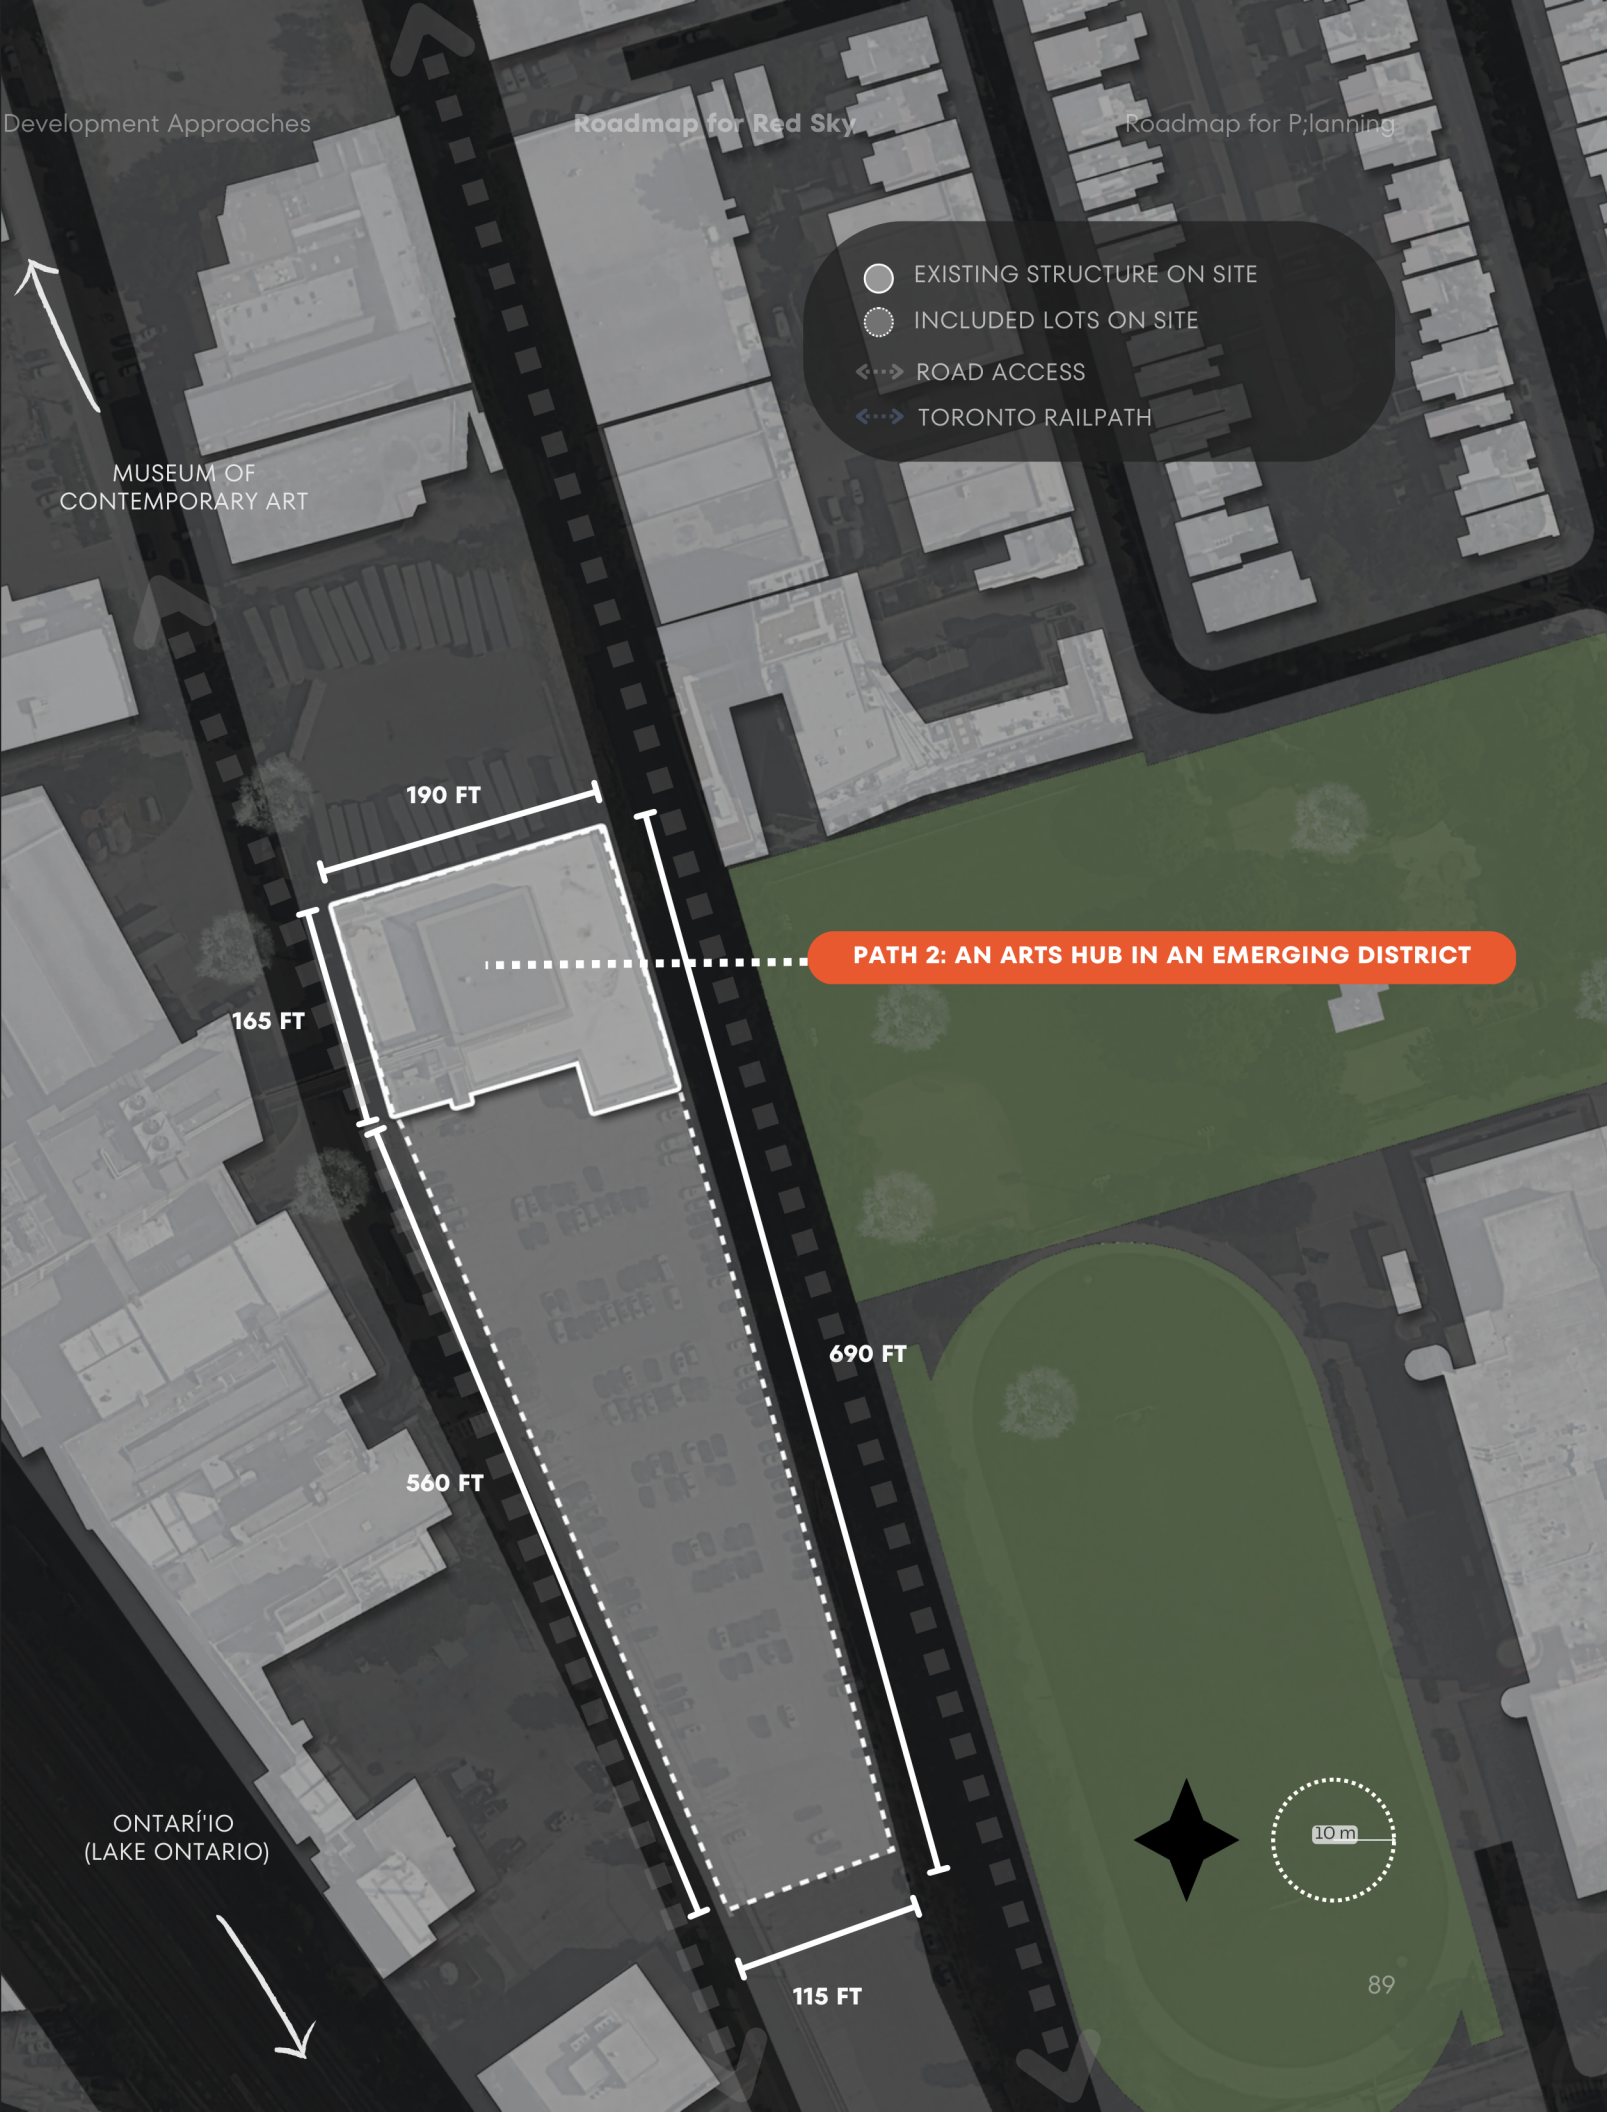 Development Approaches
Roadmap for Red Sky
Roadmap for P;lanning
EXISTING STRUCTURE ON SITE
INCLUDED LOTS ON SITE
ROAD ACCESS
TORONTO RAILPATH
MUSEUM OF
CONTEMPORARY ART
190 FT
PATH 2: AN ARTS HUB IN AN EMERGING DISTRICT
165 FT
690 FT
560 FT
ONTARÍ'IO
(LAKE ONTARIO)
10 m
115 FT
89